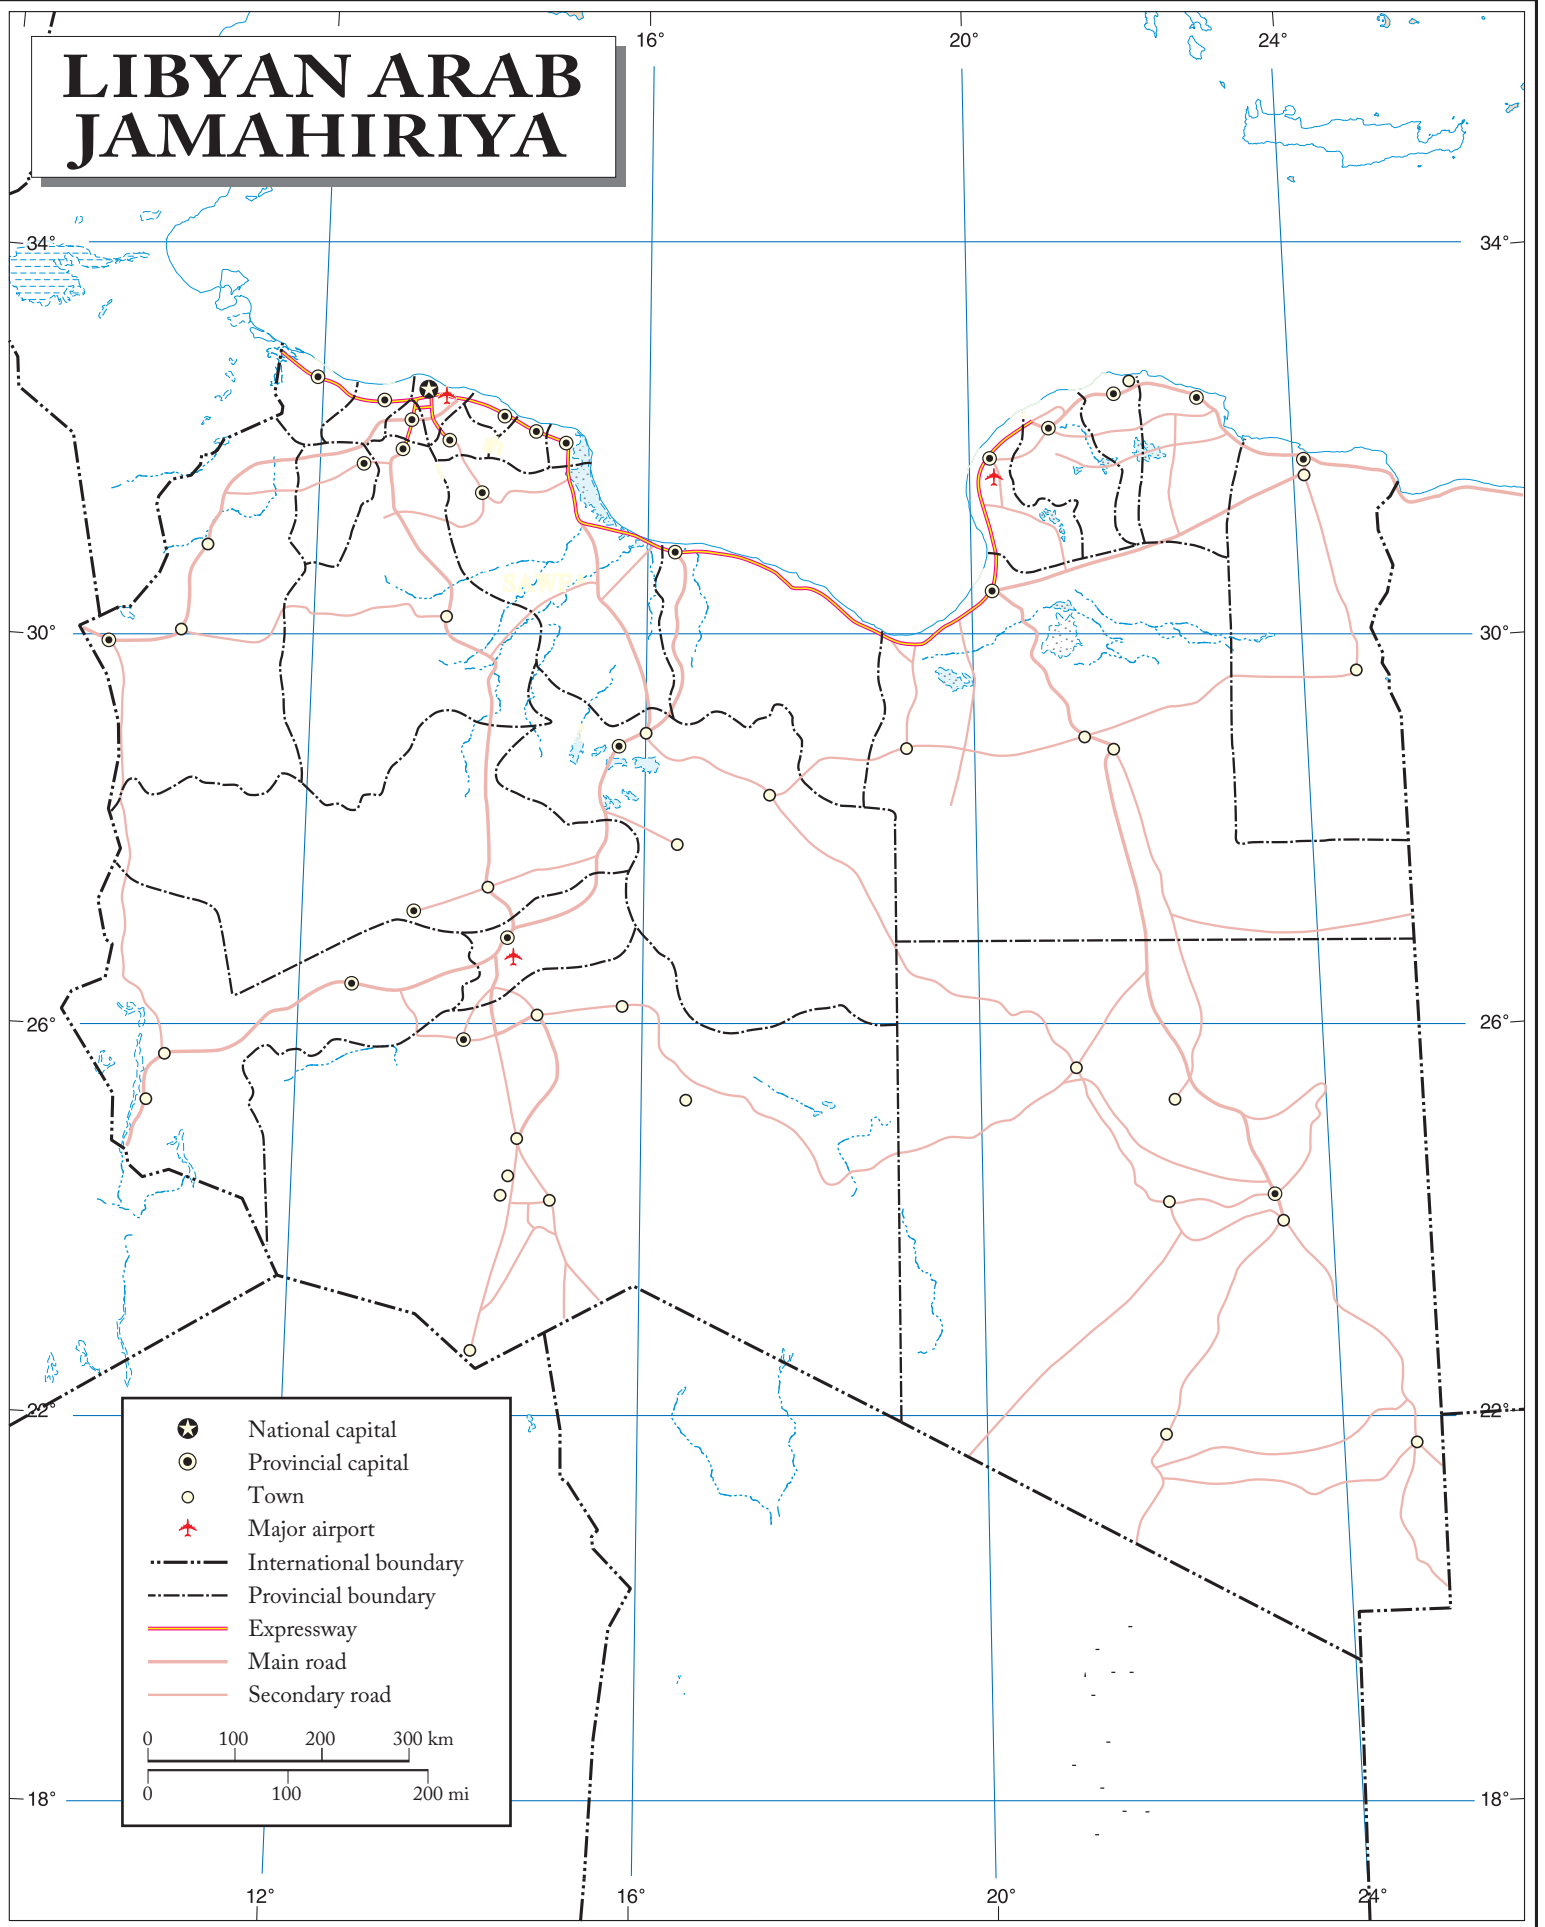 16°
20°
24°
LIBYAN ARAB
JAMAHIRIYA
34°
34°
30°
30°
26°
26°
22°
22°
National capital
Provincial capital
Town
Major airport
International boundary
Provincial boundary
Expressway
Main road
Secondary road
0 100 200 300 km
0 100 200 mi
18°
18°
12°
16°
20°
24°